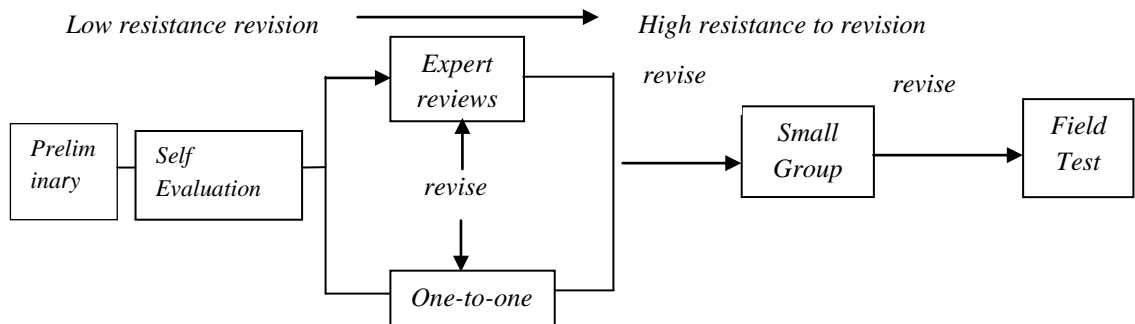 Low resistance revision
High resistance to revision
Expert
reviews
revise
revise
Prelim
inary
Self
Evaluation
revise
Small
Group
Field
Test
One-to-one